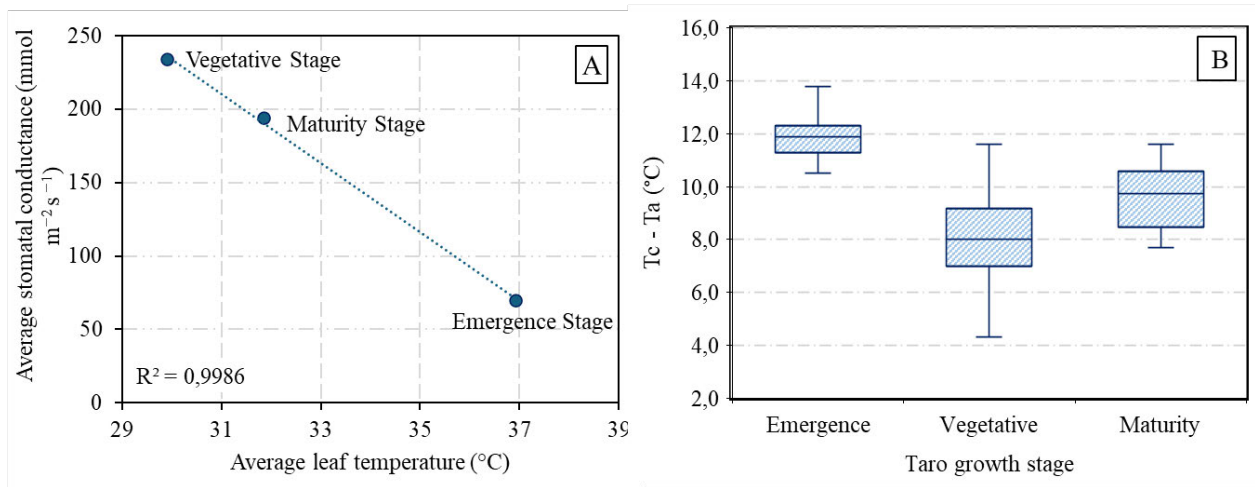 Average stonatal conductance (mmol
m⁻² s⁻¹)
250
200
150
100
50
0
A
Vegetative Stage
Maturity Stage
Emergence Stage
R² = 0,9986
29 31 33 35 37 39
Average leaf temperature (°C)
Tc - Ta (°C)
16,0
14,0
12,0
10,0
8,0
6,0
4,0
2,0
B
Emergence Vegetative Maturity
Taro growth stage